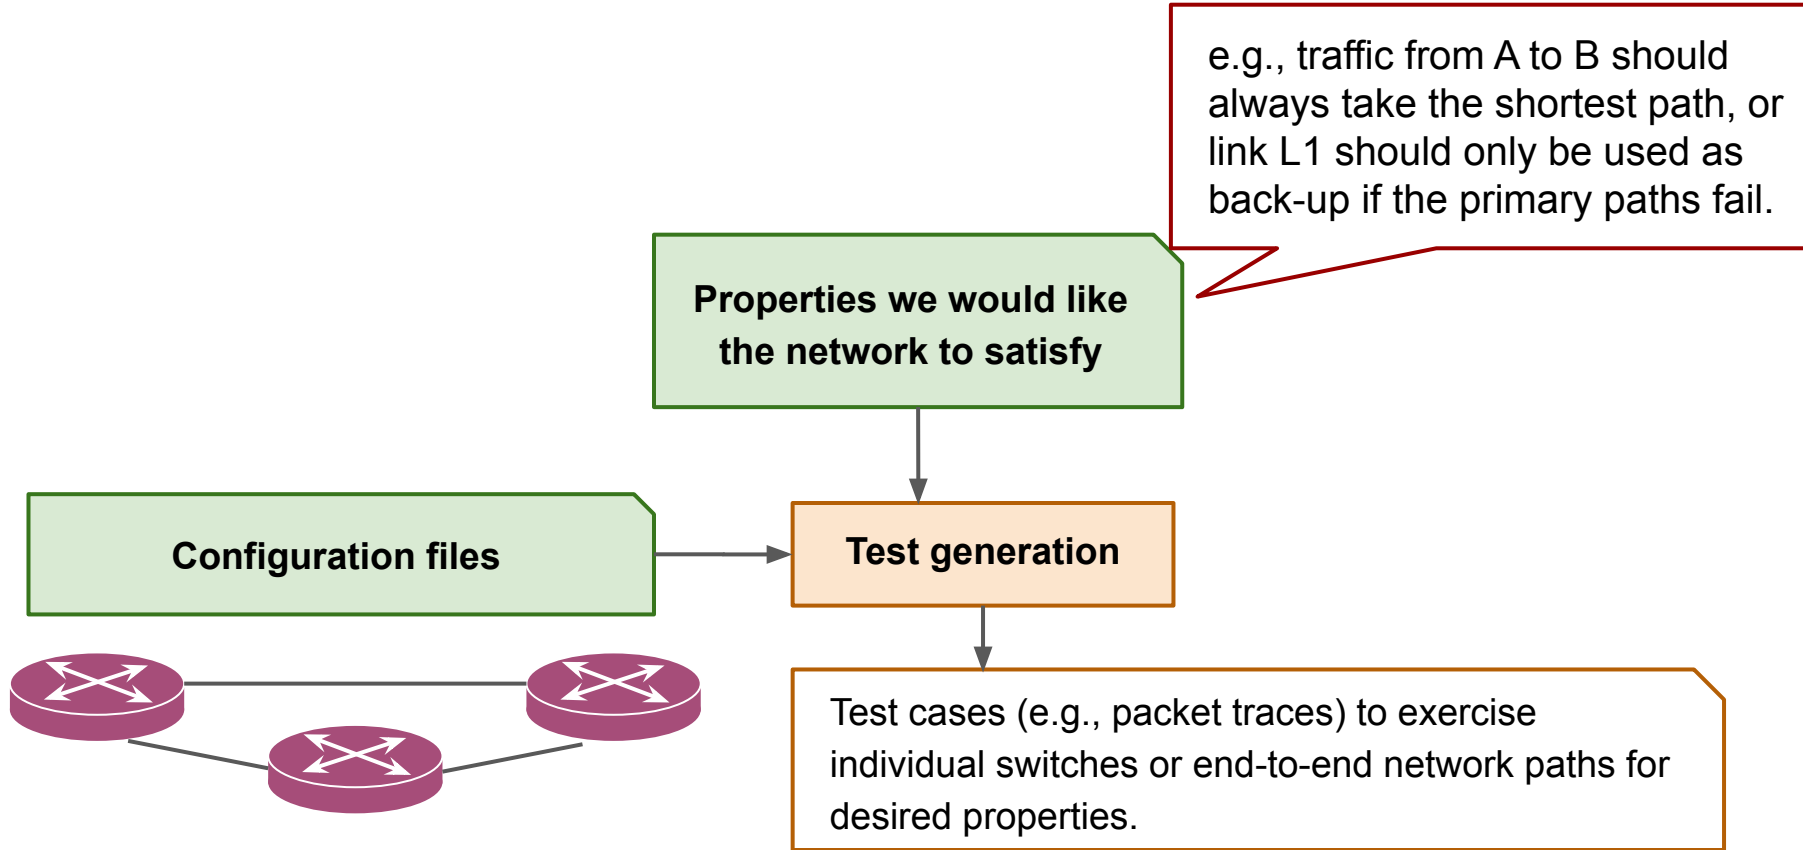 e.g., traffic from A to B should
always take the shortest path, or
link L1 should only be used as
back-up if the primary paths fail.
Properties we would like
the network to satisfy
Configuration files
Test generation
Test cases (e.g., packet traces) to exercise
individual switches or end-to-end network paths for
desired properties.